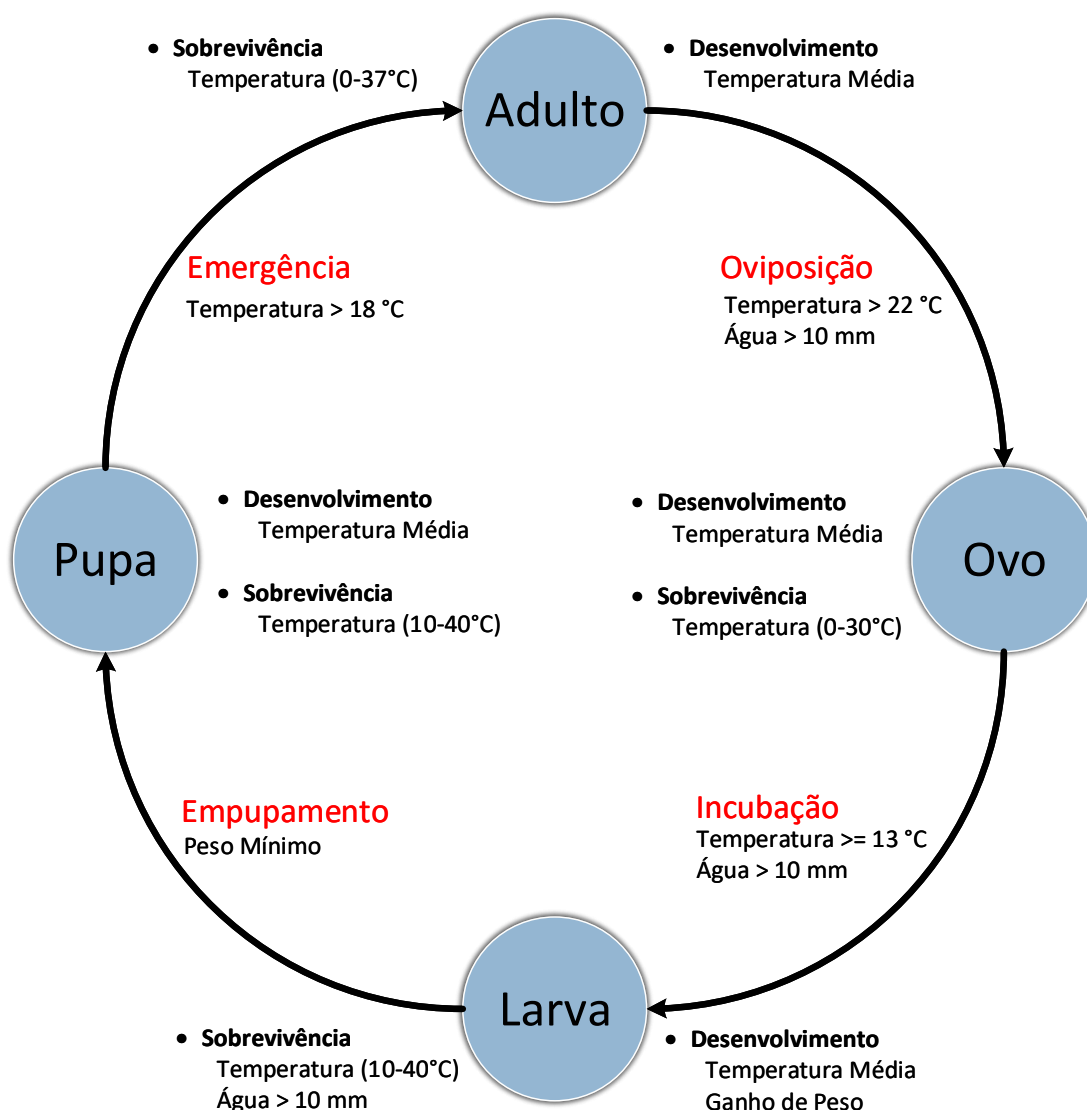 • Sobrevivência
Temperatura (0-37°C)
Adulto
• Desenvolvimento
Temperatura Média
Emergência
Temperatura > 18 °C
Oviposição
Temperatura > 22 °C
Água > 10 mm
Pupa
• Desenvolvimento
Temperatura Média
• Sobrevivência
Temperatura (10-40°C)
• Desenvolvimento
Temperatura Média
• Sobrevivência
Temperatura (0-30°C)
Ovo
Empupamento
Peso Mínimo
Incubação
Temperatura >= 13 °C
Água > 10 mm
Larva
• Sobrevivência
Temperatura (10-40°C)
Água > 10 mm
• Desenvolvimento
Temperatura Média
Ganho de Peso